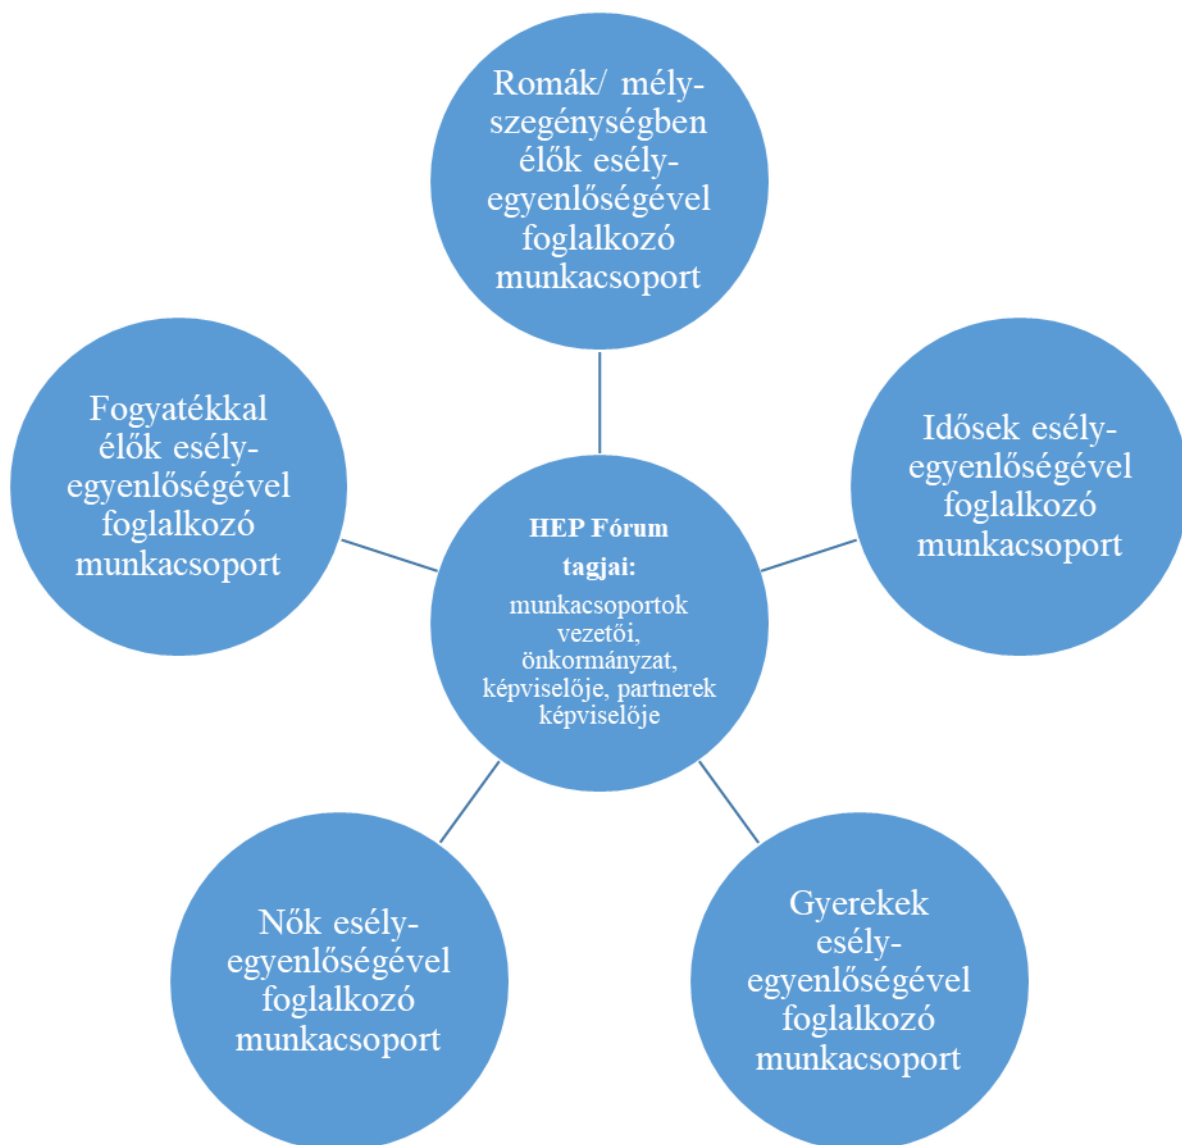 Romák/ mély-
szegénységben
élők esély-
egyenlőségével
foglalkozó
munkacsoport
Fogyatékkal
élők esély-
egyenlőségével
foglalkozó
munkacsoport
Idősek esély-
egyenlőségével
foglalkozó
munkacsoport
HEP Fórum
tagjai:
munkacsoportok
vezetői,
önkormányzat,
képviselője, partnerek
képviselője
Nők esély-
egyenlőségével
foglalkozó
munkacsoport
Gyerekek
esély-
egyenlőségével
foglalkozó
munkacsoport